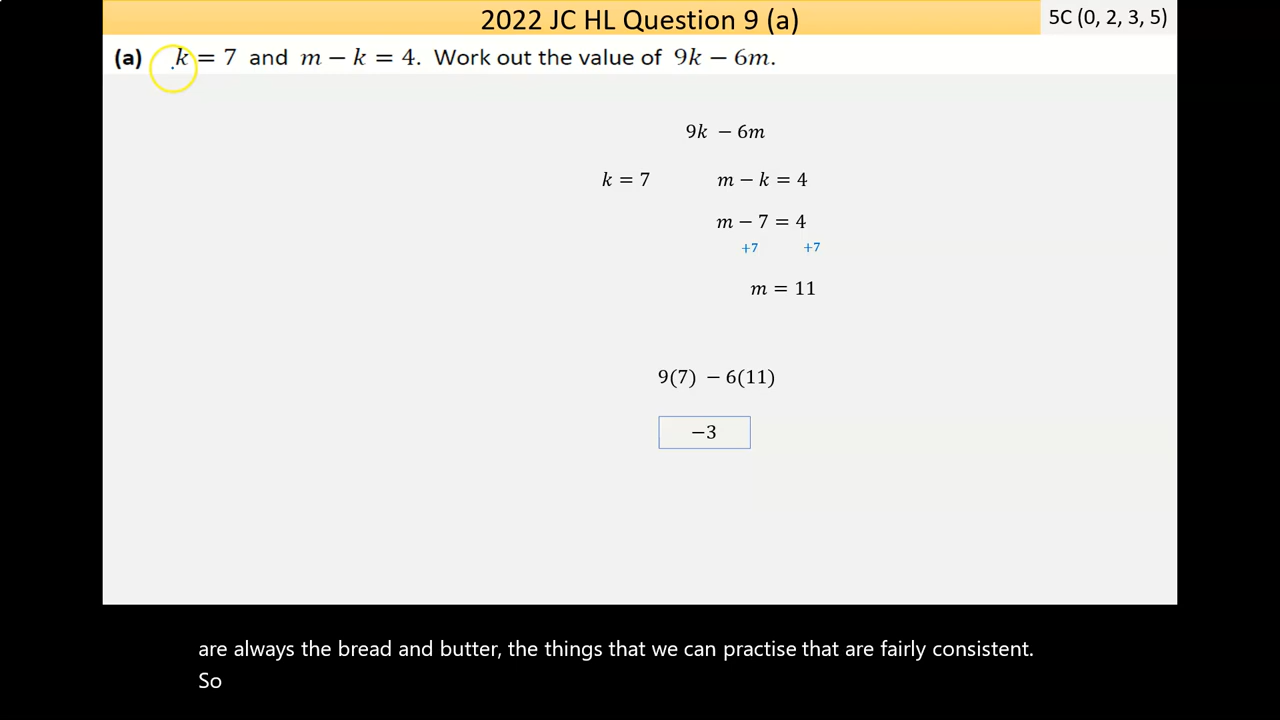 2022 JC HL Question 9 (a)
5C (0, 2, 3, 5)
(a) k = 7 and m − k = 4. Work out the value of 9k − 6m.
9k − 6m
k = 7 m − k = 4
m − 7 = 4
+7 +7
m = 11
9(7) − 6(11)
−3
are always the bread and butter, the things that we can practise that are fairly consistent.
So